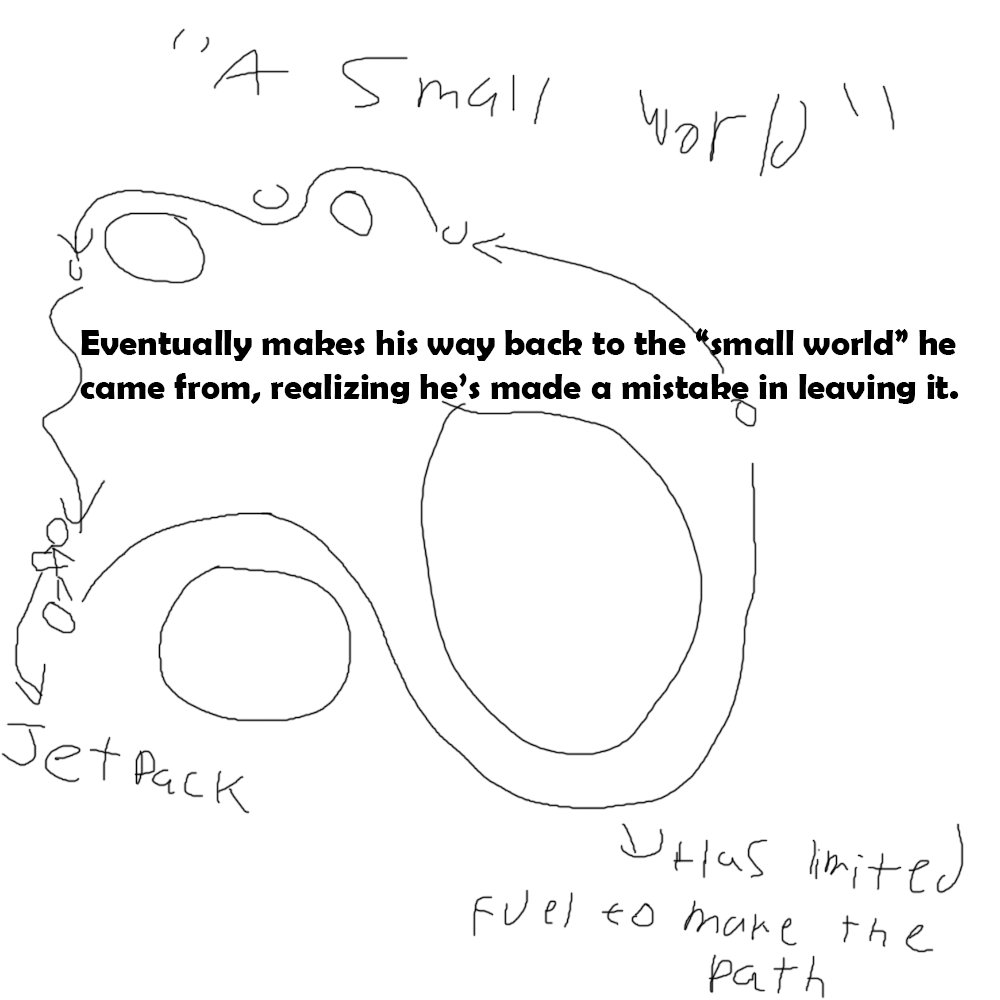 "A Small World"
Eventually makes his way back to the “small world” he
came from, realizing he’s made a mistake in leaving it.
Jetpack
Has limited
fuel to make the
path